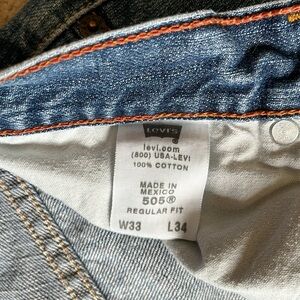 LEVI'S
levi.com
(800) USA-LEVI
100% COTTON
MADE IN
MEXICO
505®
REGULAR FIT
W33 L34